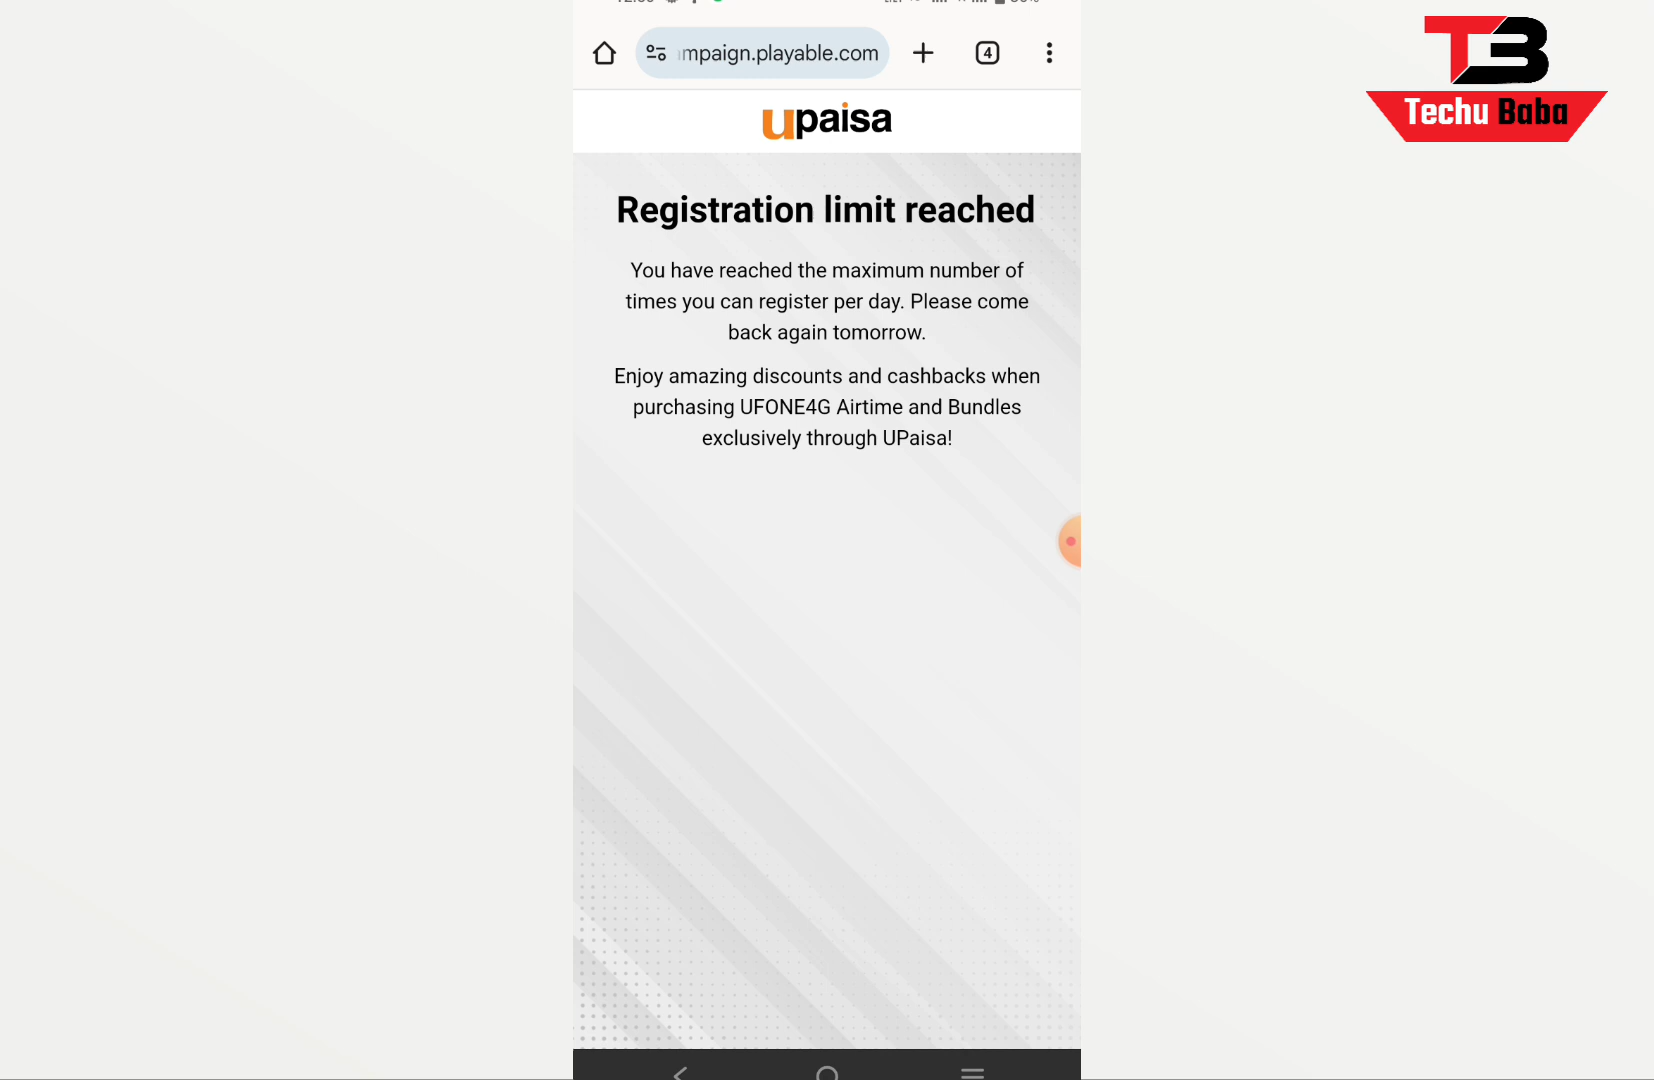 mpaign.playable.com
4
TB
Techu Baba
upaisa
Registration limit reached
You have reached the maximum number of
times you can register per day. Please come
back again tomorrow.
Enjoy amazing discounts and cashbacks when
purchasing UFONE4G Airtime and Bundles
exclusively through UPaisa!